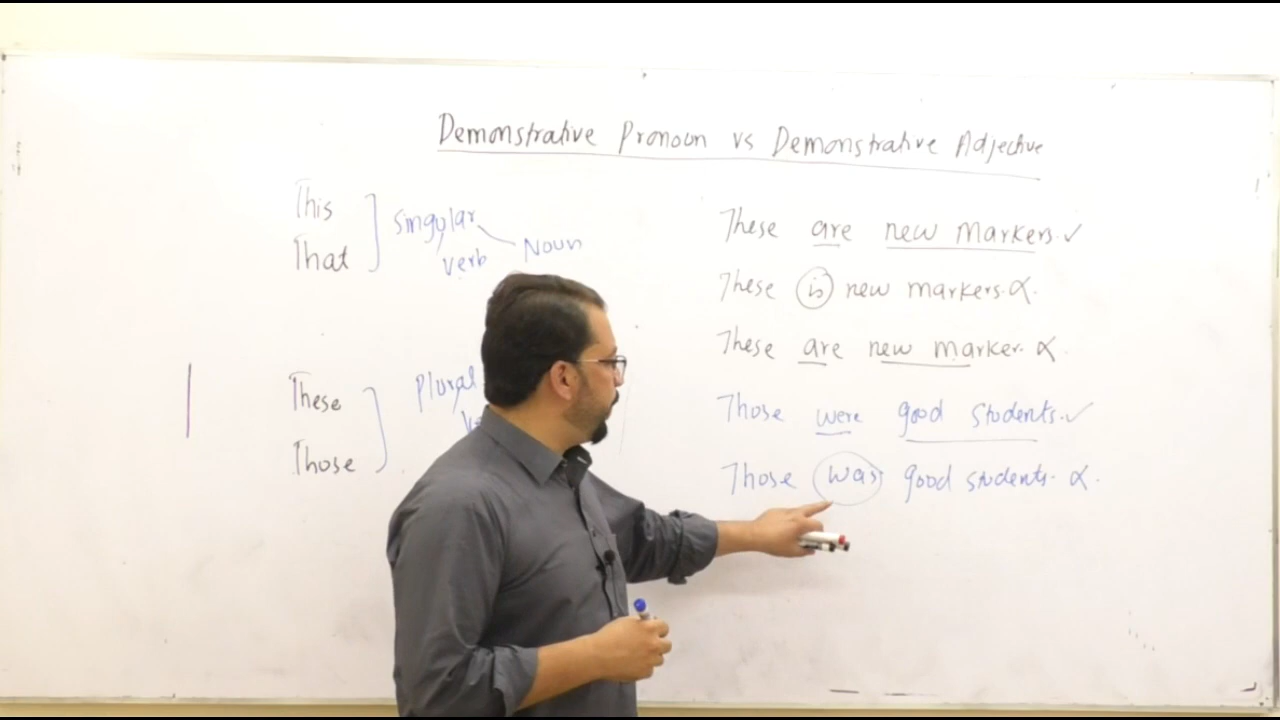 Demonstrative Pronoun vs Demonstrative Adjective
This
That
Singular
verb
Noun
These
Those
Plural
These are new markers. ✓
These is new markers. ✗.
These are new marker. ✗.
Those were good students. ✓
Those was good students. ✗.